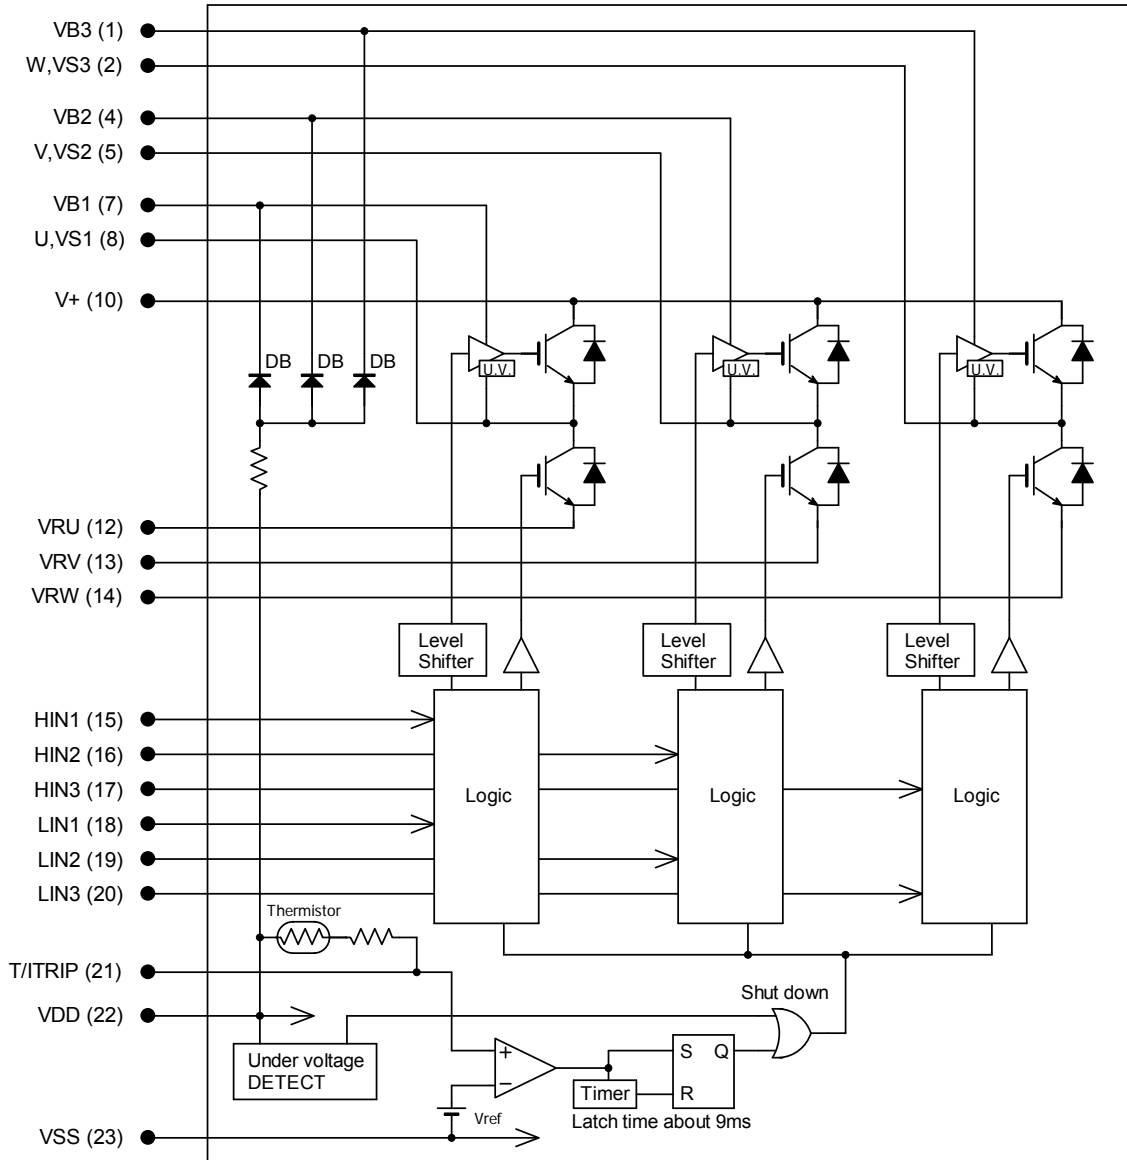 VB3 (1)
W,VS3 (2)
VB2 (4)
V,VS2 (5)
VB1 (7)
U,VS1 (8)
V+ (10)
DB
DB
DB
U.V.
U.V.
U.V.
VRU (12)
VRV (13)
VRW (14)
Level
Shifter
Level
Shifter
Level
Shifter
HIN1 (15)
HIN2 (16)
HIN3 (17)
LIN1 (18)
LIN2 (19)
LIN3 (20)
Logic
Logic
Logic
Thermistor
T/ITRIP (21)
VDD (22)
Shut down
Under voltage
DETECT
+
−
S
Q
R
Timer
Latch time about 9ms
Vref
VSS (23)